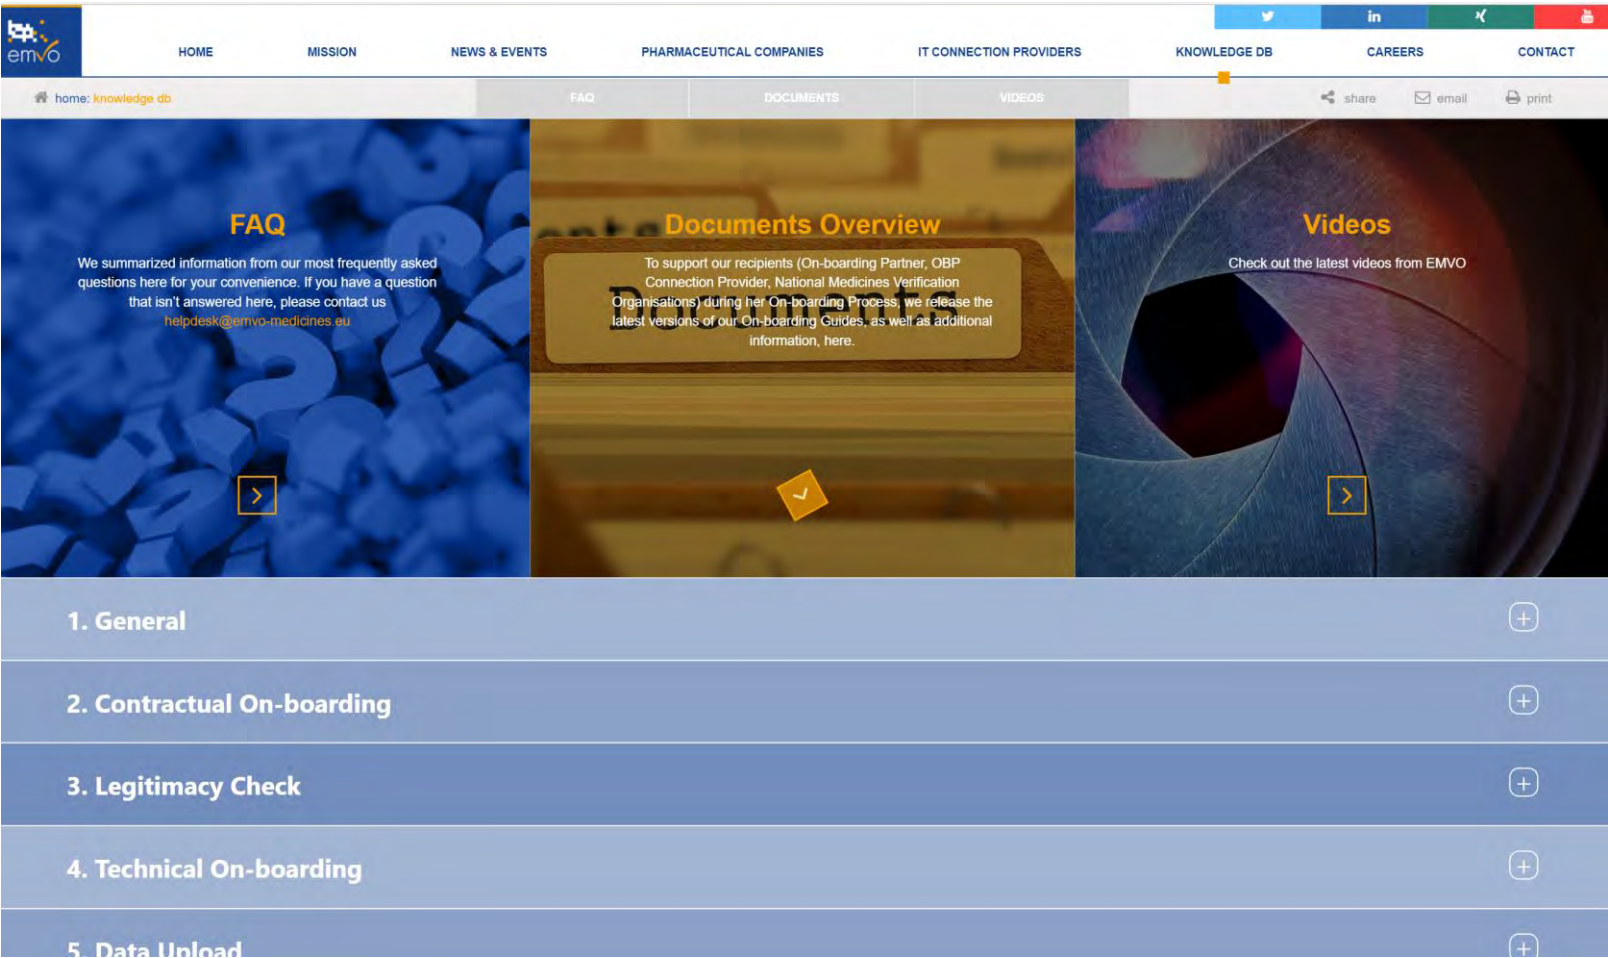 emvo
HOME
MISSION
NEWS & EVENTS
PHARMACEUTICAL COMPANIES
IT CONNECTION PROVIDERS
KNOWLEDGE DB
CAREERS
CONTACT
in
You
home: knowledge db
FAQ
DOCUMENTS
VIDEOS
share
email
print
FAQ
We summarized information from our most frequently asked
questions here for your convenience. If you have a question
that isn't answered here, please contact us
helpdesk@emvo-medicines.eu
Documents Overview
To support our recipients (On-boarding Partner, OBP
Connection Provider, National Medicines Verification
Organisations) during her On-boarding Process, we release the
latest versions of our On-boarding Guides, as well as additional
information, here.
Documents
Videos
Check out the latest videos from EMVO
1. General
2. Contractual On-boarding
3. Legitimacy Check
4. Technical On-boarding
5. Data Upload